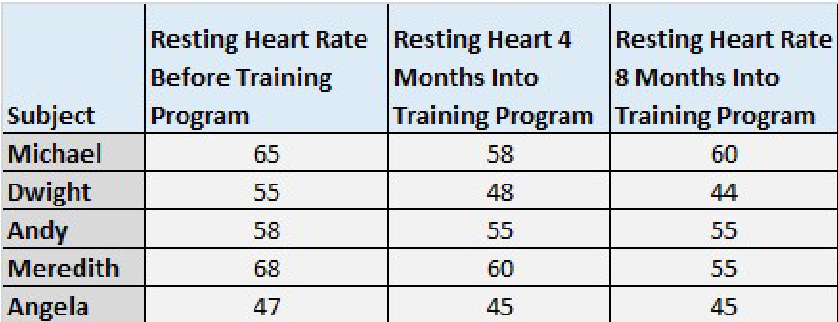 Subject | Resting Heart Rate Before Training Program | Resting Heart 4 Months Into Training Program | Resting Heart Rate 8 Months Into Training Program
Michael 65 58 60
Dwight 55 48 44
Andy 58 55 55
Meredith 68 60 55
Angela 47 45 45